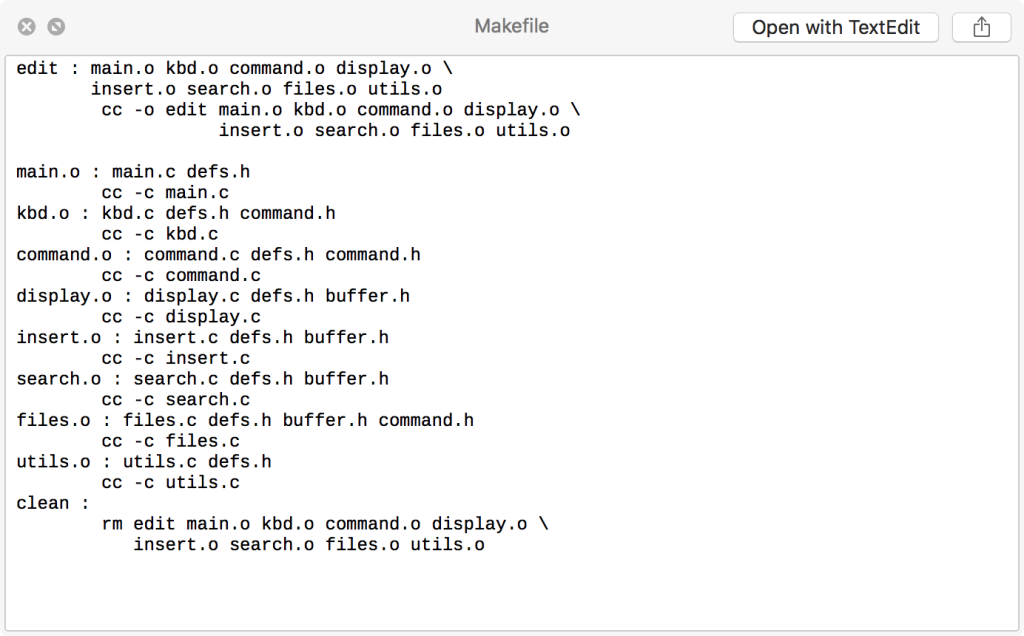 Makefile
Open with TextEdit
edit : main.o kbd.o command.o display.o \
       insert.o search.o files.o utils.o
        cc -o edit main.o kbd.o command.o display.o \
                   insert.o search.o files.o utils.o

main.o : main.c defs.h
        cc -c main.c
kbd.o : kbd.c defs.h command.h
        cc -c kbd.c
command.o : command.c defs.h command.h
        cc -c command.c
display.o : display.c defs.h buffer.h
        cc -c display.c
insert.o : insert.c defs.h buffer.h
        cc -c insert.c
search.o : search.c defs.h buffer.h
        cc -c search.c
files.o : files.c defs.h buffer.h command.h
        cc -c files.c
utils.o : utils.c defs.h
        cc -c utils.c
clean :
        rm edit main.o kbd.o command.o display.o \
           insert.o search.o files.o utils.o